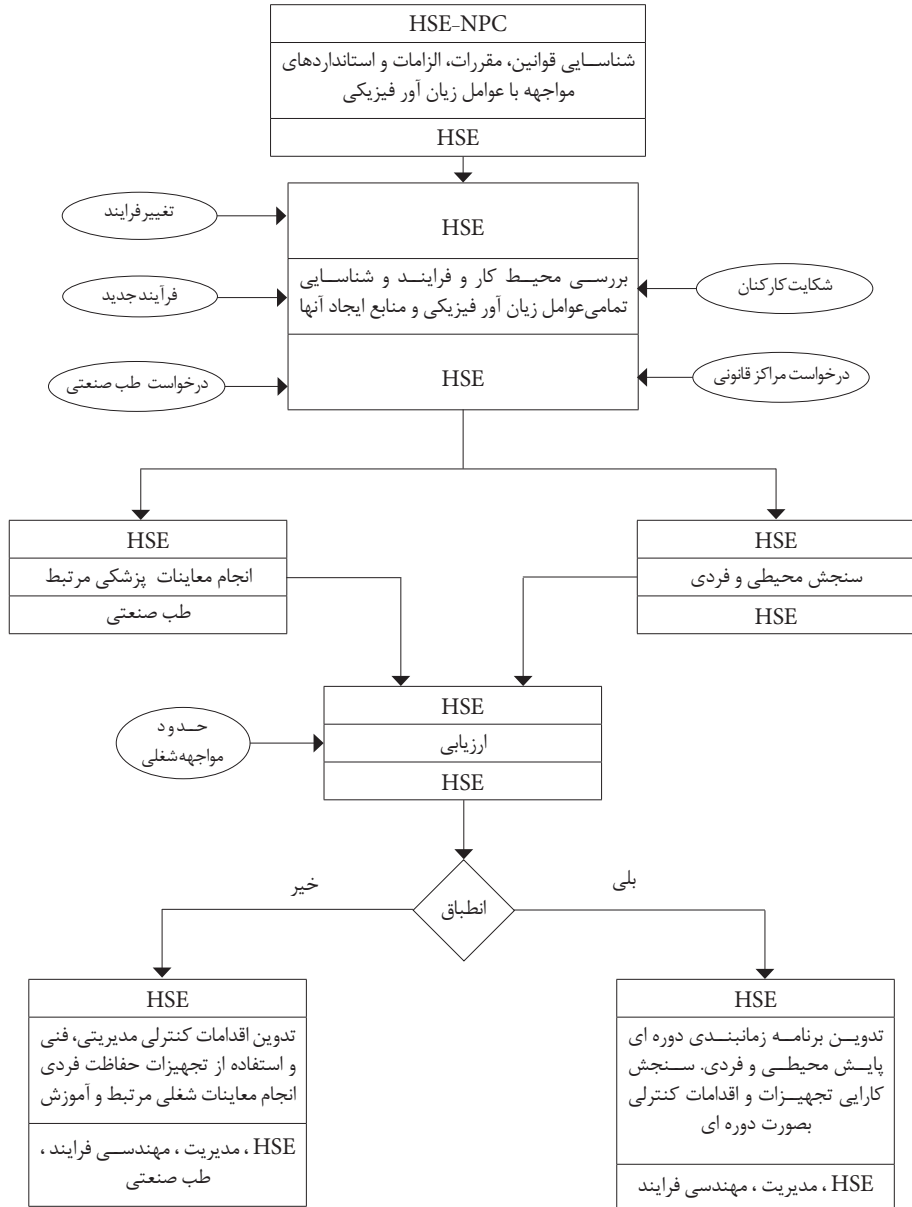 HSE-NPC
شناسایی قوانین، مقررات، الزامات و استانداردهای
مواجهه با عوامل زیان آور فیزیکی
HSE
HSE
بررسی محیط کار و فرایند و شناسایی
تمامی عوامل زیان آور فیزیکی و منابع ایجاد آنها
HSE
تغییر فرایند
فرآیند جدید
درخواست طب صنعتی
شکایت کارکنان
درخواست مراکز قانونی
HSE
سنجش محیطی و فردی
HSE
HSE
انجام معاینات پزشکی مرتبط
طب صنعتی
HSE
ارزیابی
HSE
حدود
مواجهه شغلی
انطباق
بلی
خیر
HSE
تدوین برنامه زمانبندی دوره ای
پایش محیطی و فردی. سنجش
کارایی تجهیزات و اقدامات کنترلی
بصورت دوره ای
HSE ، مدیریت ، مهندسی فرایند
HSE
تدوین اقدامات کنترلی مدیریتی، فنی
و استفاده از تجهیزات حفاظت فردی
انجام معاینات شغلی مرتبط و آموزش
HSE ، مدیریت ، مهندسی فرایند ،
طب صنعتی